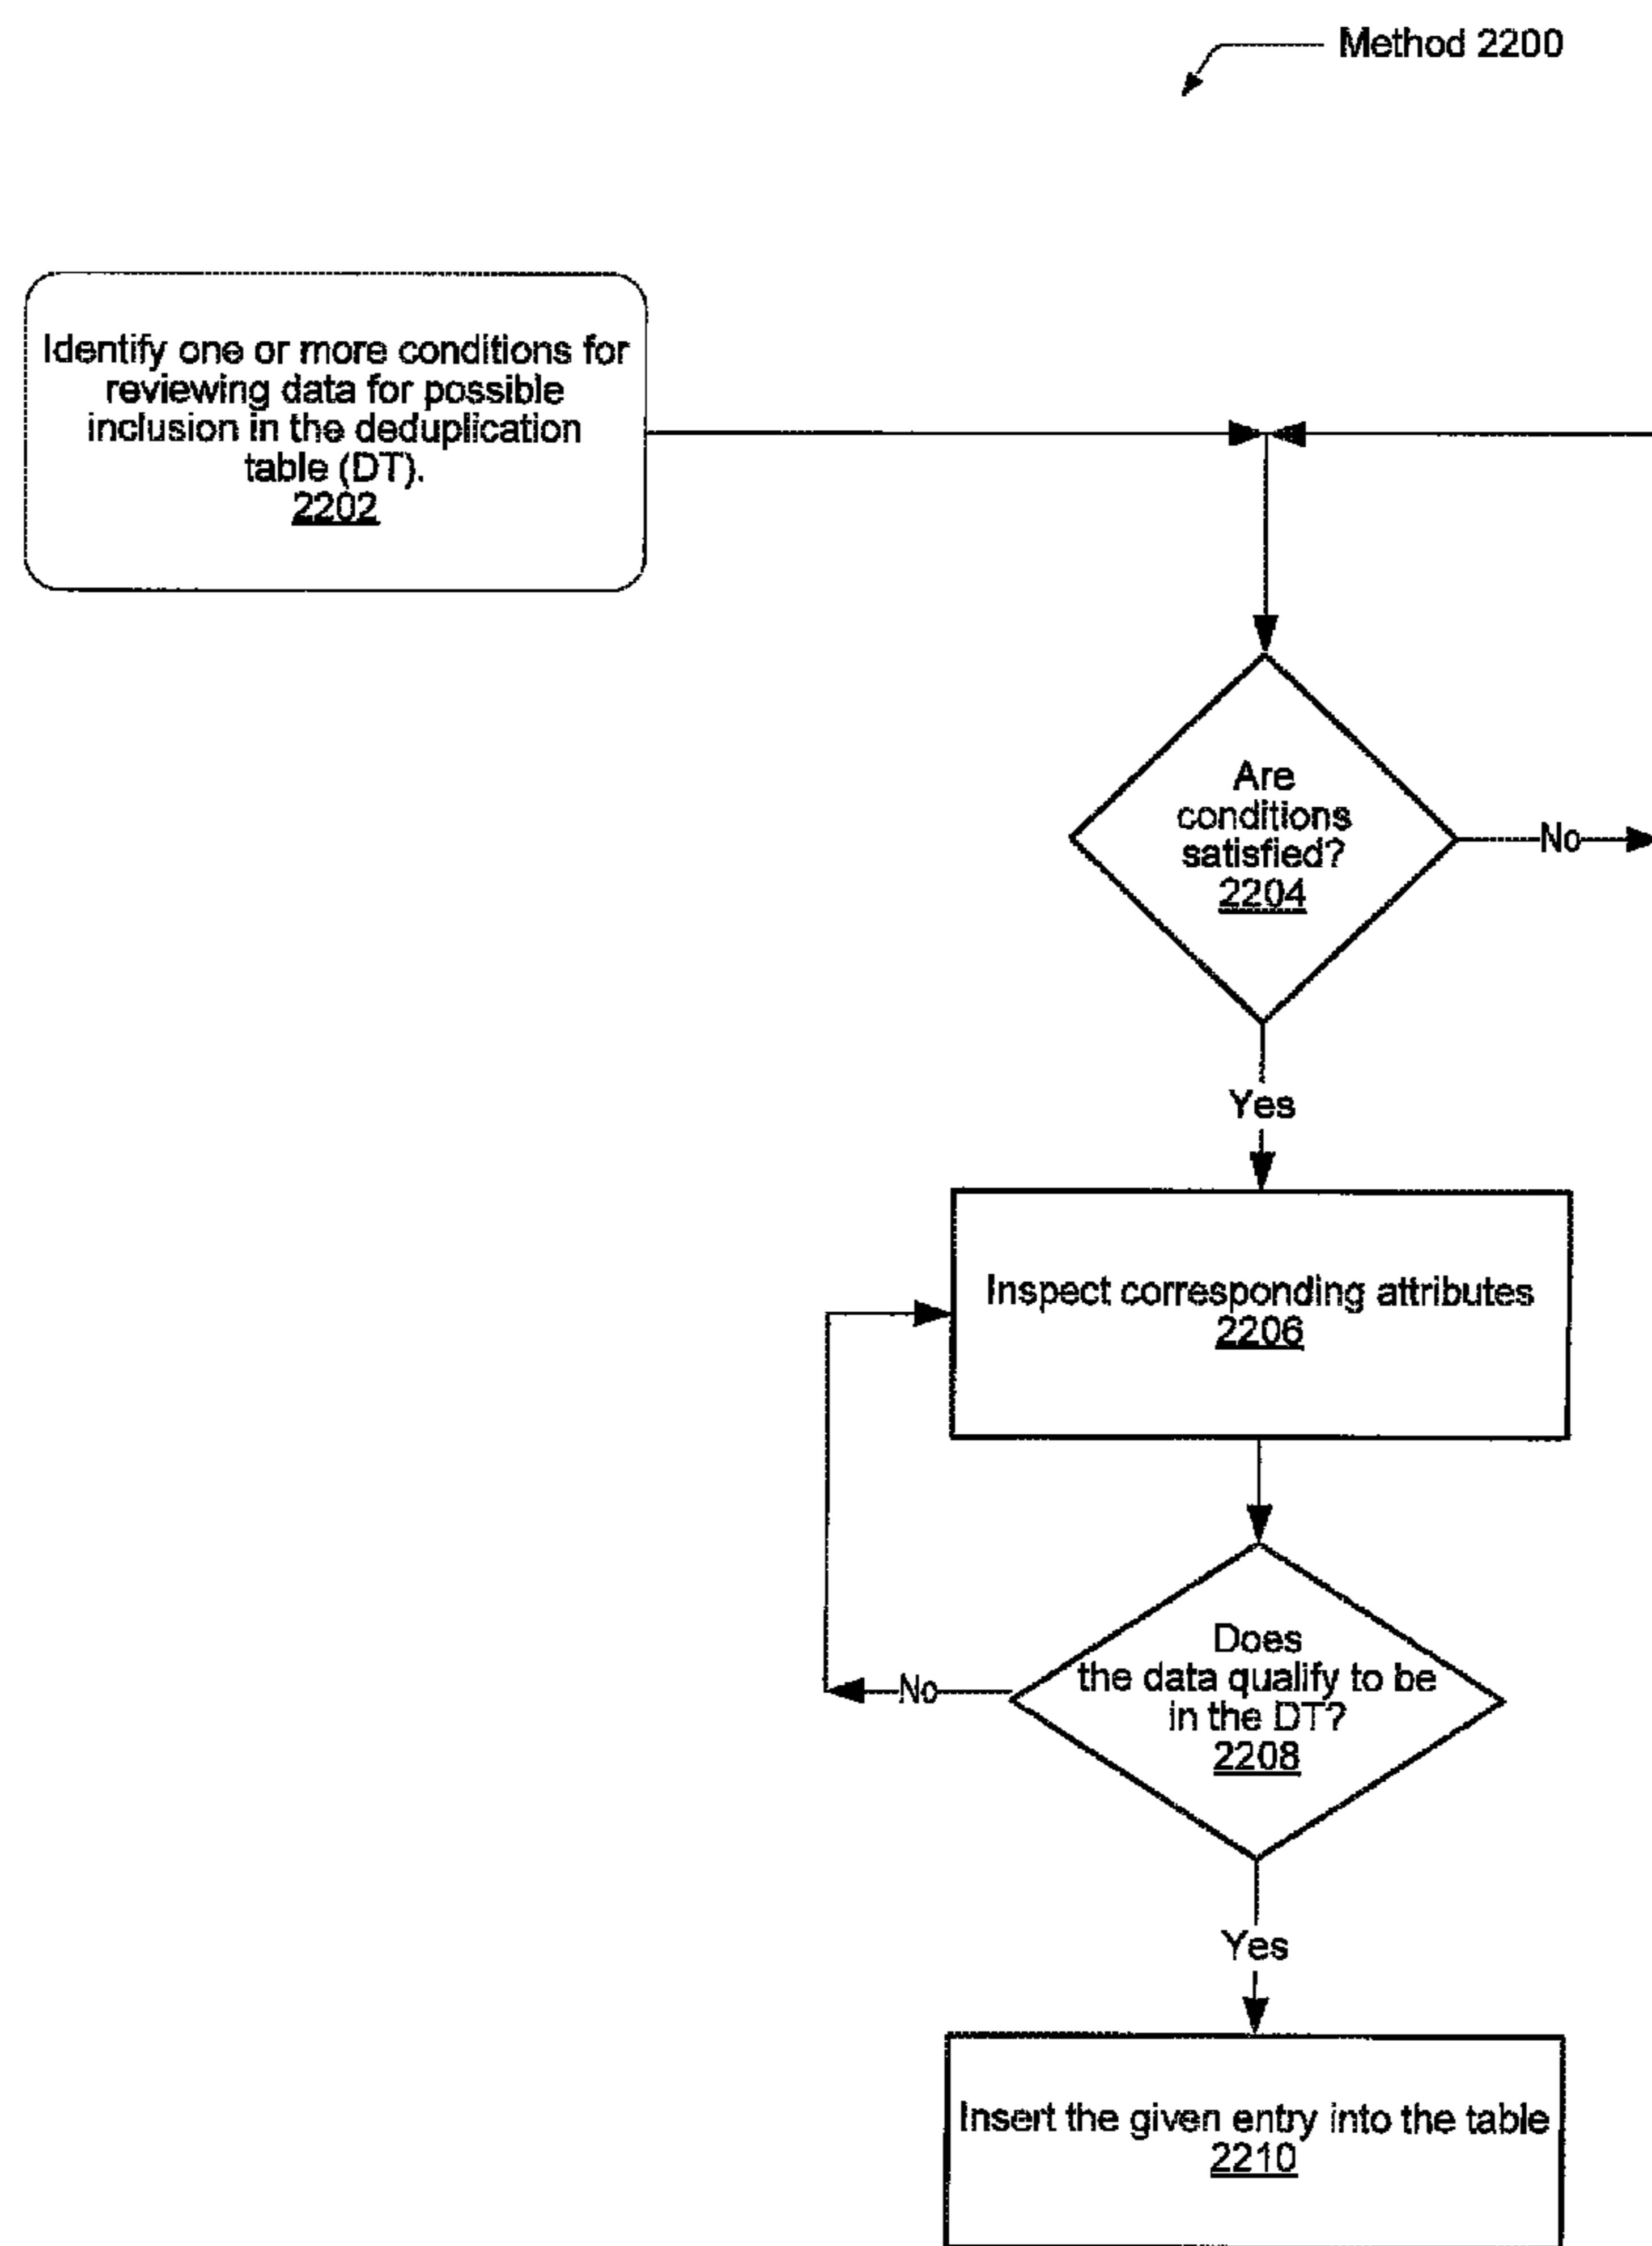 Method 2200
Identify one or more conditions for
reviewing data for possible
inclusion in the deduplication
table (DT).
2202
Are
conditions
satisfied?
2204
No
Yes
Inspect corresponding attributes
2206
Does
the data qualify to be
in the DT?
2208
No
Yes
Insert the given entry into the table
2210